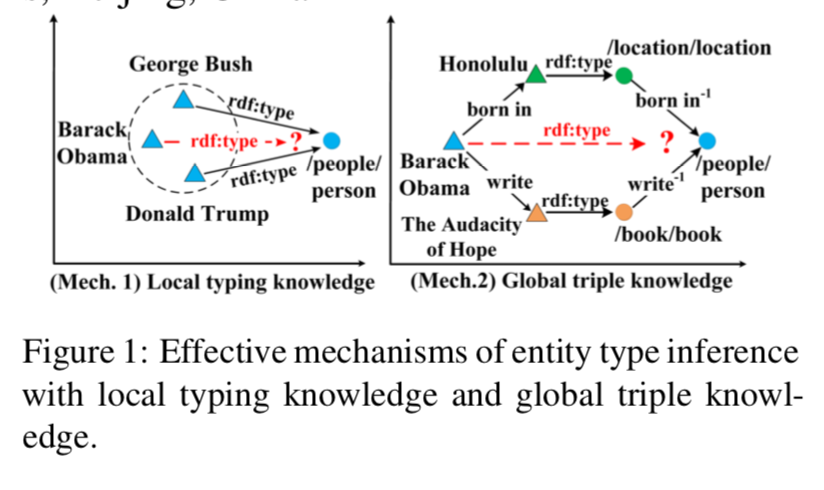 George Bush
rdf:type
Barack
Obama
rdf:type
?
rdf:type
/people/
person
Donald Trump
(Mech. 1) Local typing knowledge
/location/location
Honolulu
rdf:type
born in
born in-1
rdf:type
?
Barack
Obama
write
rdf:type
write-1
/people/
person
The Audacity
of Hope
/book/book
(Mech.2) Global triple knowledge
Figure 1: Effective mechanisms of entity type inference
with local typing knowledge and global triple knowl-
edge.